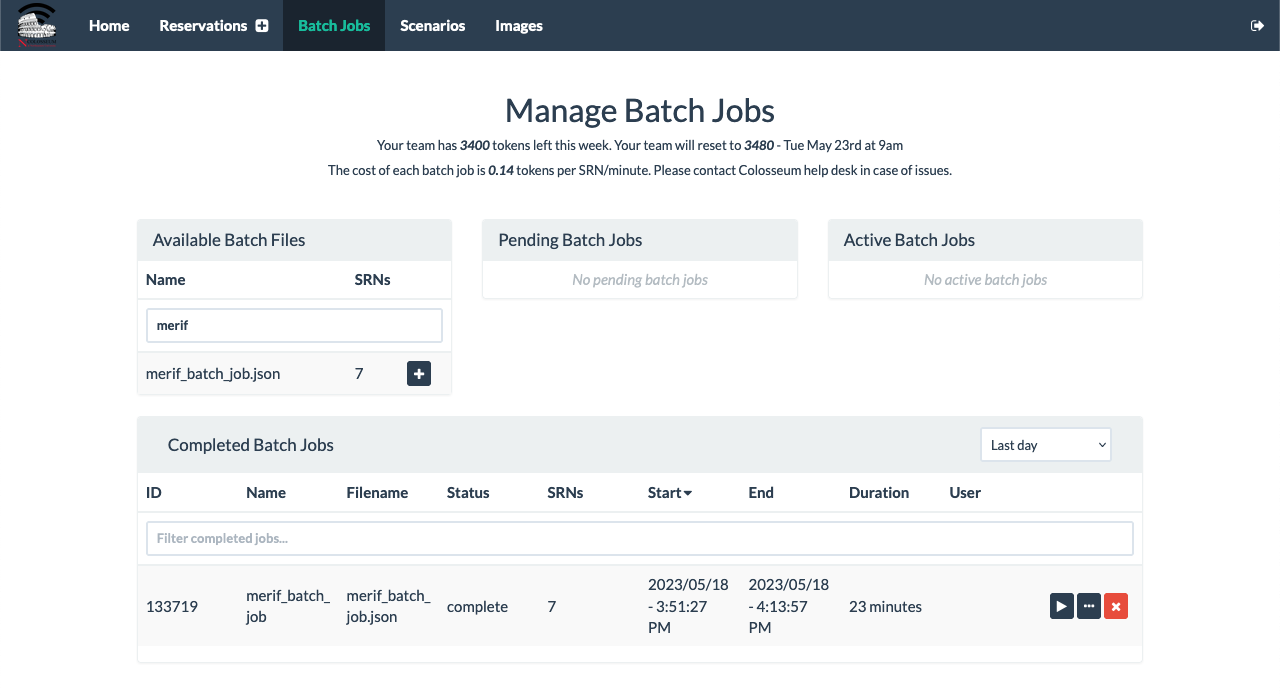 Home Reservations Batch Jobs Scenarios Images
Manage Batch Jobs
Your team has 3400 tokens left this week. Your team will reset to 3480 - Tue May 23rd at 9am
The cost of each batch job is 0.14 tokens per SRN/minute. Please contact Colosseum help desk in case of issues.
Available Batch Files
Name SRNs
merif
merif_batch_job.json 7
Pending Batch Jobs
No pending batch jobs
Active Batch Jobs
No active batch jobs
Completed Batch Jobs Last day
ID Name Filename Status SRNs Start End Duration User
Filter completed jobs...
133719 merif_batch_ merif_batch_ complete 7 2023/05/18 2023/05/18 23 minutes
job job.json - 3:51:27 - 4:13:57
PM PM